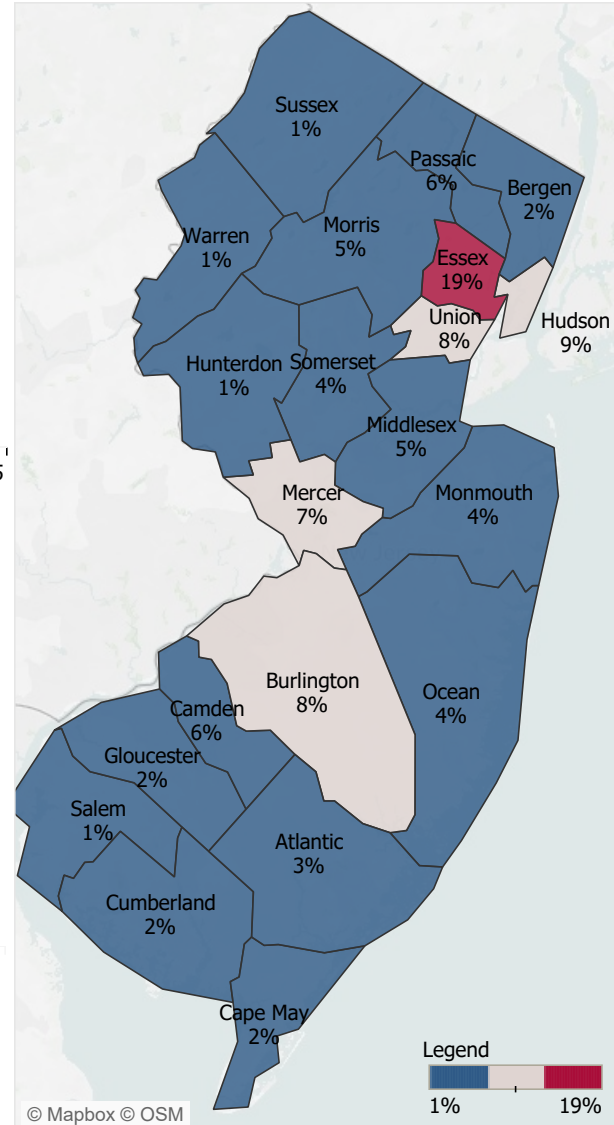 Sussex
1%
Passaic
6%
Bergen
2%
Warren
1%
Morris
5%
Essex
19%
Union
8%
Hudson
9%
Hunterdon
1%
Somerset
4%
Middlesex
5%
Mercer
7%
Monmouth
4%
Burlington
8%
Ocean
4%
Camden
6%
Gloucester
2%
Salem
1%
Atlantic
3%
Cumberland
2%
Cape May
2%
Legend
1% 19%
© Mapbox © OSM